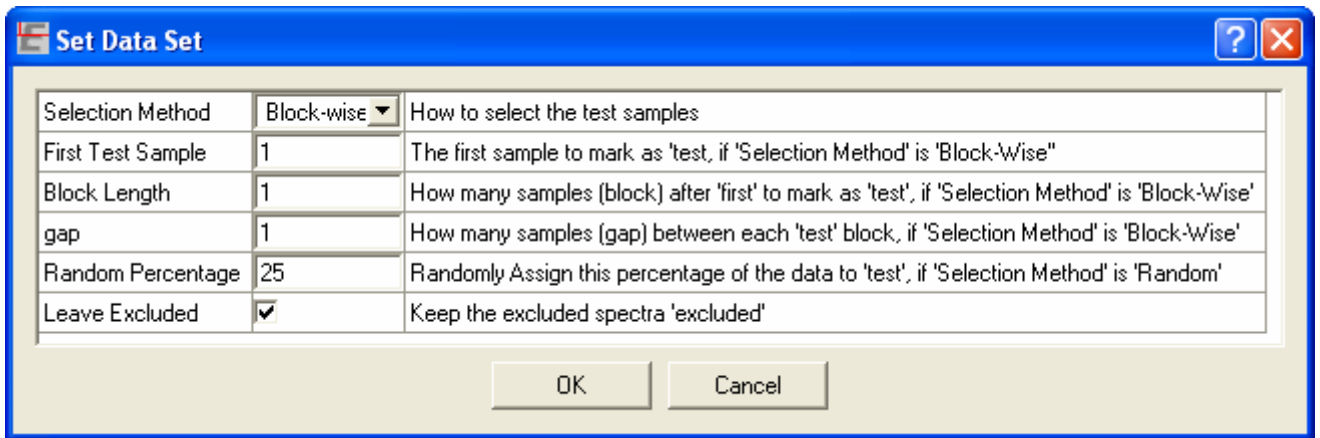 Set Data Set
Selection Method Block-wise How to select the test samples
First Test Sample 1 The first sample to mark as 'test, if 'Selection Method' is 'Block-Wise"
Block Length 1 How many samples (block) after 'first' to mark as 'test', if 'Selection Method' is 'Block-Wise'
gap 1 How many samples (gap) between each 'test' block, if 'Selection Method' is 'Block-Wise'
Random Percentage 25 Randomly Assign this percentage of the data to 'test', if 'Selection Method' is 'Random'
Leave Excluded Keep the excluded spectra 'excluded'
OK Cancel